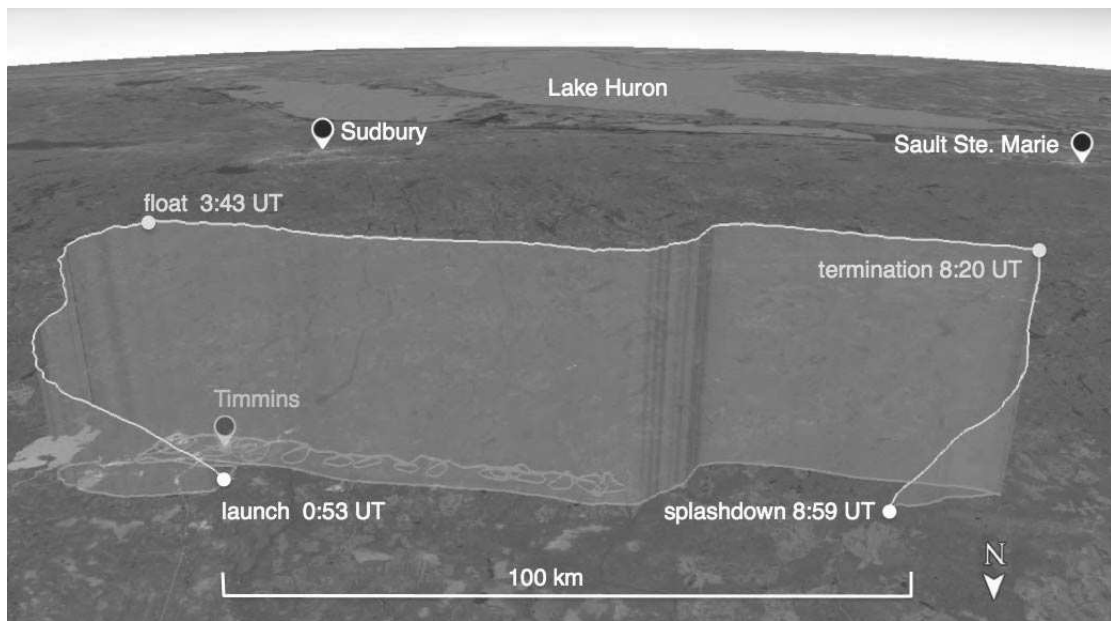 Lake Huron
Sudbury
Sault Ste. Marie
float 3:43 UT
termination 8:20 UT
Timmins
launch 0:53 UT
splashdown 8:59 UT
N
100 km